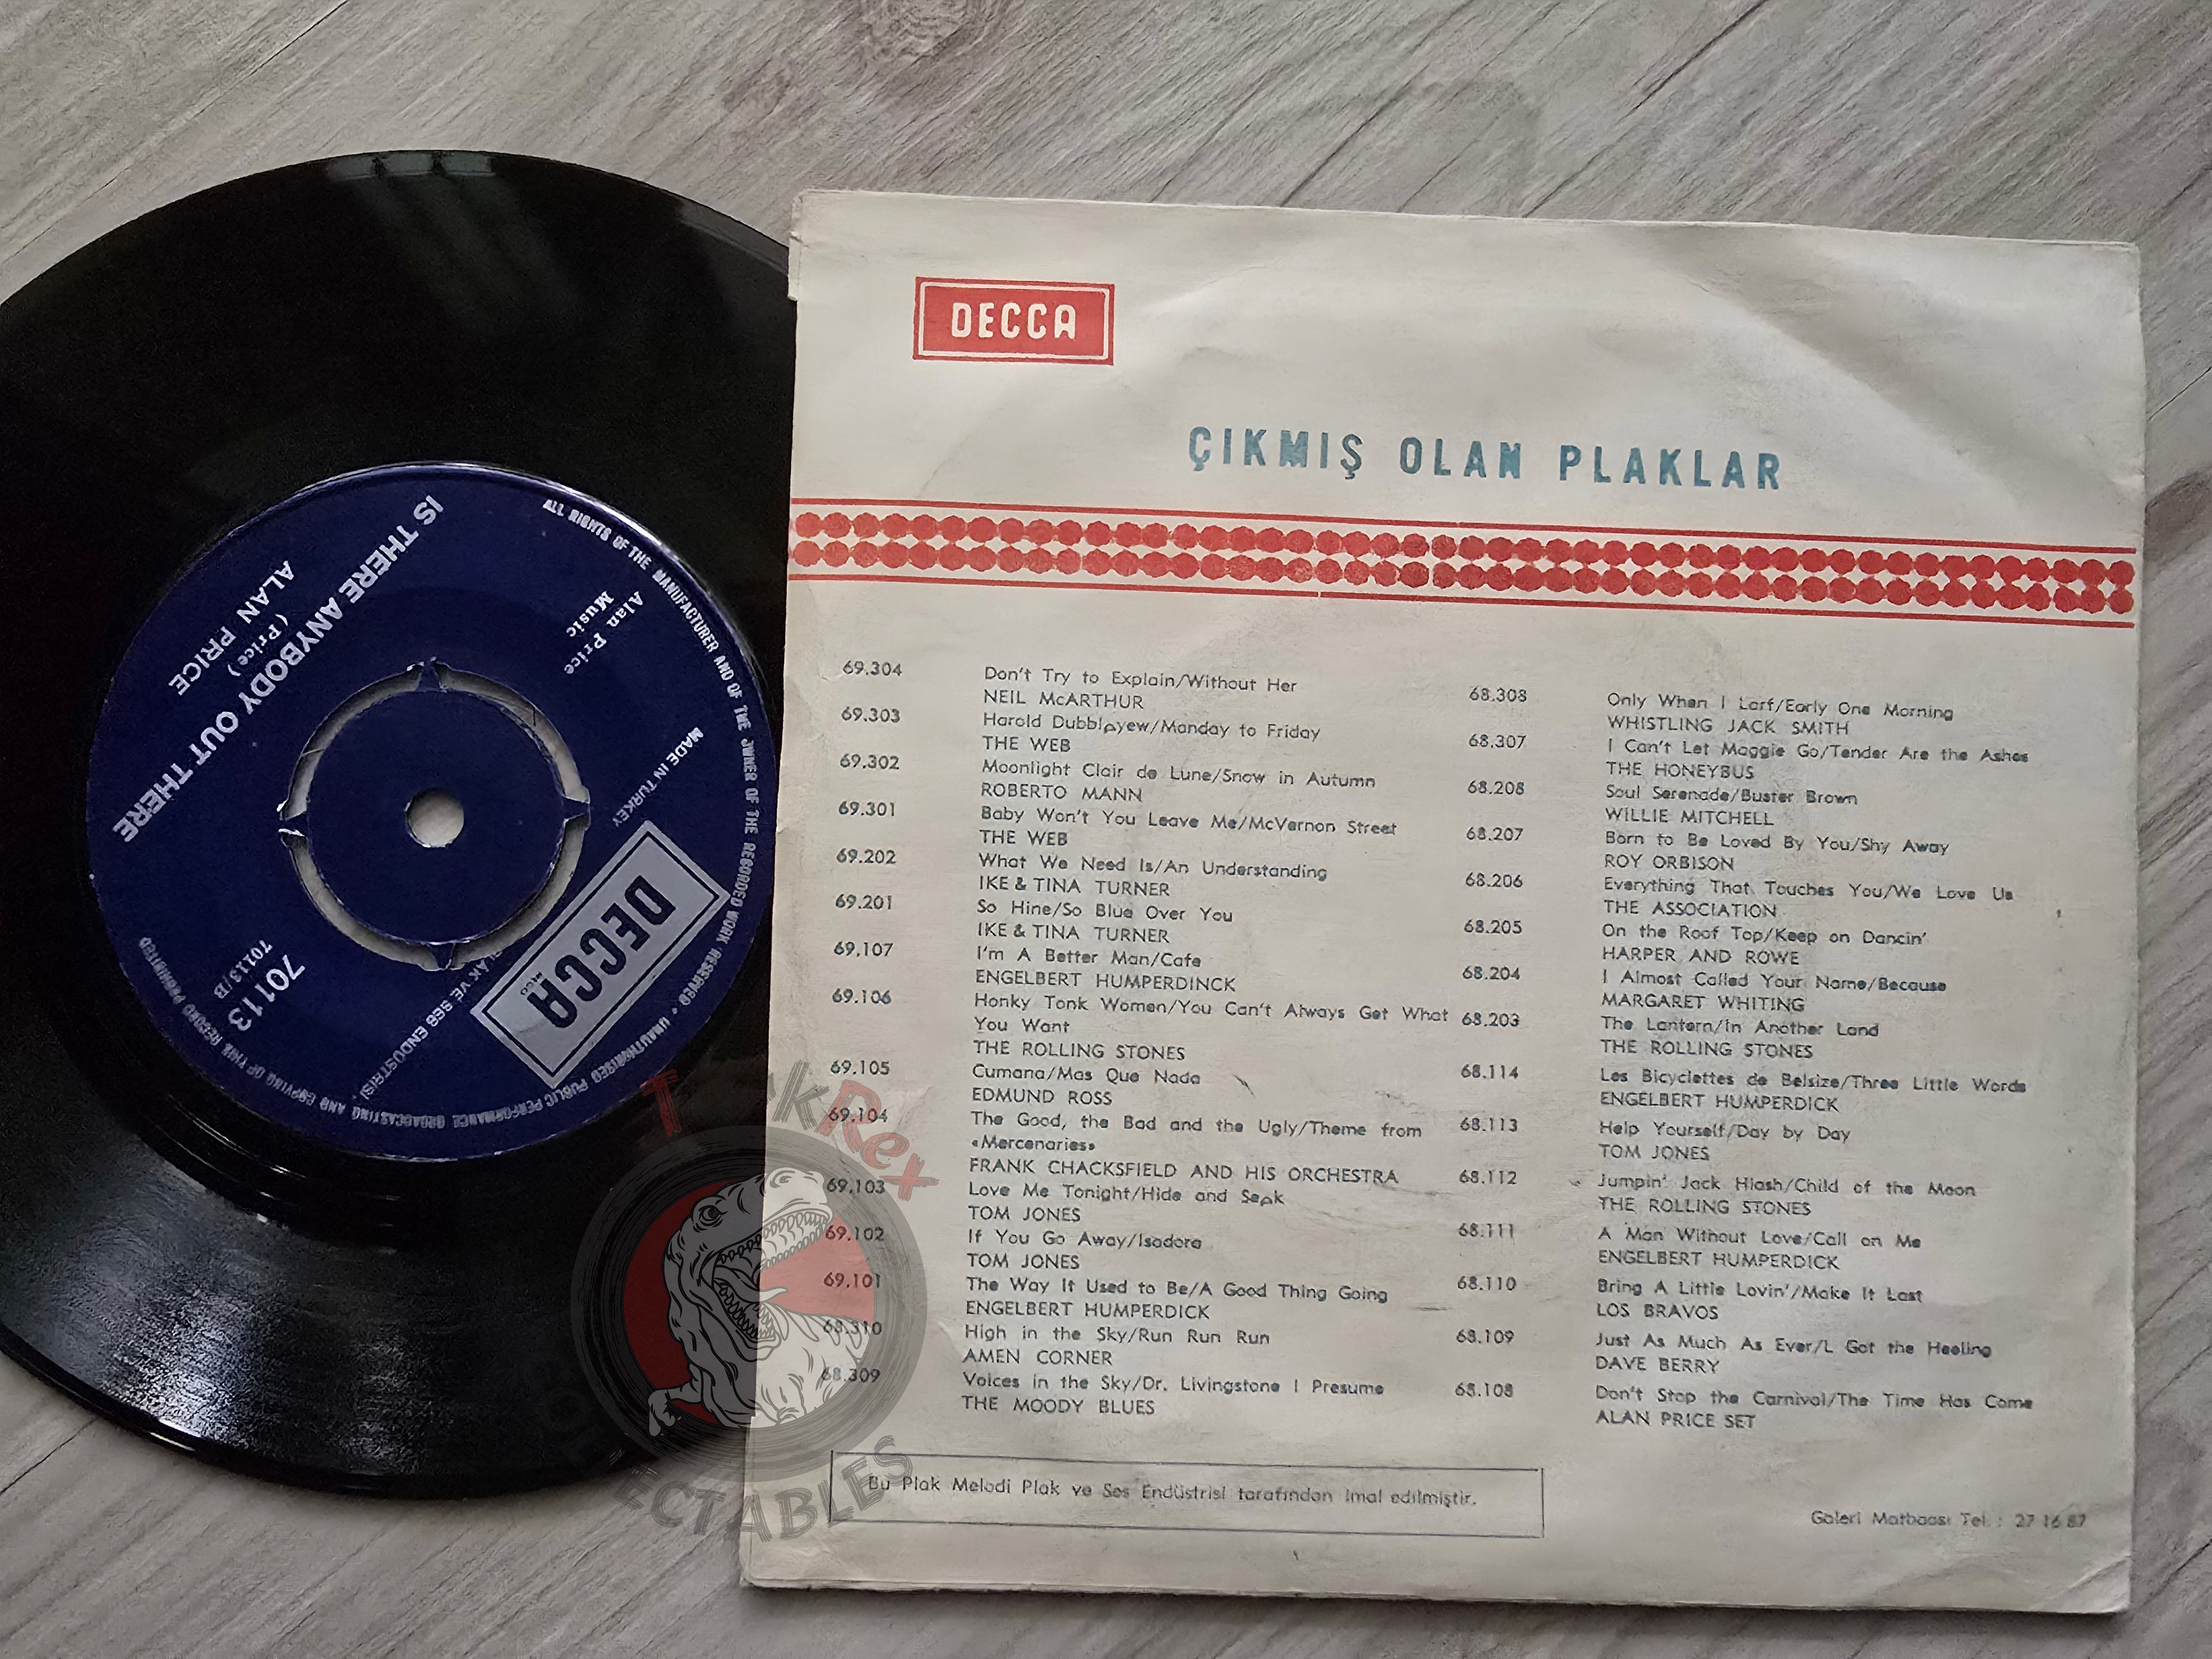 DECCA
ÇIKMIŞ OLAN PLAKLAR
69.304 Don't Try to Explain/Without Her
NEIL McARTHUR
69.303 Harold Dubbleyew/Monday to Friday
THE WEB
69.302 Moonlight Clair de Lune/Snow in Autumn
ROBERTO MANN
69.301 Baby Won't You Leave Me/McVernon Street
THE WEB
69.202 What We Need Is/An Understanding
IKE & TINA TURNER
69.201 So Hine/So Blue Over You
IKE & TINA TURNER
69.107 I'm A Better Man/Cafe
ENGELBERT HUMPERDINCK
69.106 Honky Tonk Women/You Can't Always Get What
You Want
THE ROLLING STONES
69.105 Cumana/Mas Que Nada
EDMUND ROSS
69.104 The Good, the Bad and the Ugly/Theme from
«Mercenaries»
FRANK CHACKSFIELD AND HIS ORCHESTRA
69.103 Love Me Tonight/Hide and Seek
TOM JONES
69.102 If You Go Away/Isadora
TOM JONES
69.101 The Way It Used to Be/A Good Thing Going
ENGELBERT HUMPERDICK
68.310 High in the Sky/Run Run Run
AMEN CORNER
68.309 Voices in the Sky/Dr. Livingstone I Presume
THE MOODY BLUES
68.308 Only When I Larf/Early One Morning
WHISTLING JACK SMITH
68.307 I Can't Let Maggie Go/Tender Are the Ashes
THE HONEYBUS
68.208 Soul Serenade/Buster Brown
WILLIE MITCHELL
68.207 Born to Be Loved By You/Shy Away
ROY ORBISON
68.206 Everything That Touches You/We Love Us
THE ASSOCIATION
68.205 On the Roof Top/Keep on Dancin'
HARPER AND ROWE
68.204 I Almost Called Your Name/Because
MARGARET WHITING
68.203 The Lantern/In Another Land
THE ROLLING STONES
68.114 Les Bicyclettes de Belsize/Three Little Words
ENGELBERT HUMPERDICK
68.113 Help Yourself/Day by Day
TOM JONES
68.112 Jumpin' Jack Hlash/Child of the Moon
THE ROLLING STONES
68.111 A Man Without Love/Call on Me
ENGELBERT HUMPERDICK
68.110 Bring A Little Lovin'/Make It Last
LOS BRAVOS
68.109 Just As Much As Ever/L Got the Heeling
DAVE BERRY
68.108 Don't Stop the Carnival/The Time Has Come
ALAN PRICE SET
Bu Plak Melodi Plak ve Ses Endüstrisi tarafından imal edilmiştir.
Galeri Matbaası Tel. : 27 16 87
DECCA
MADE IN TURKEY
PLAK VE SES ENDÜSTRİSİ
Alan Price
Music
70113
70113/B
IS THERE ANYBODY OUT THERE
(Price)
ALAN PRICE
ALL RIGHTS OF THE MANUFACTURER AND OF THE OWNER OF THE RECORDED WORK RESERVED • UNAUTHORISED PUBLIC PERFORMANCE BROADCASTING AND COPYING OF THIS RECORD PROHIBITED
Rex